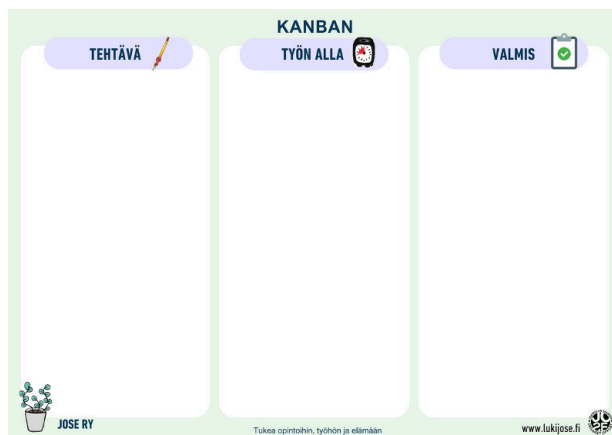 KANBAN
TEHTÄVÄ
TYÖN ALLA
VALMIS
JOSE RY
Tukea opintoihin, työhön ja elämään
www.lukijose.fi